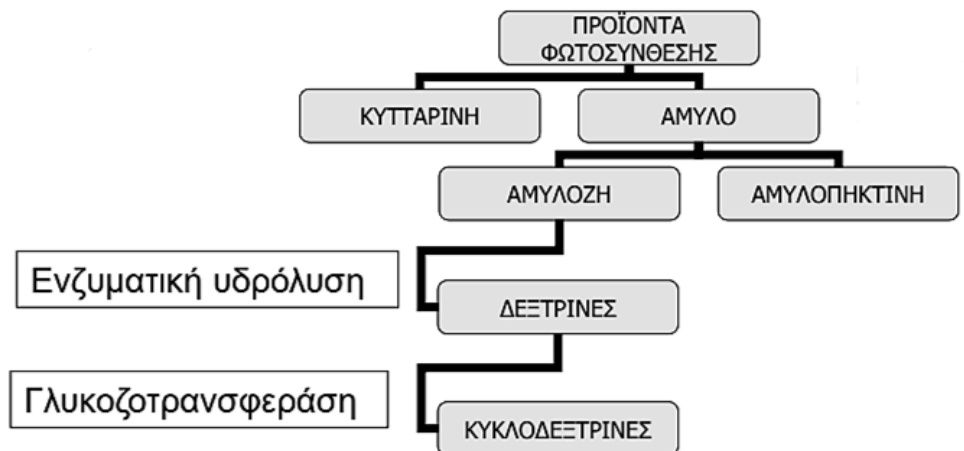 ΠΡΟΪΟΝΤΑ
ΦΩΤΟΣΥΝΘΕΣΗΣ
ΚΥΤΤΑΡΙΝΗ
ΑΜΥΛΟ
ΑΜΥΛΟΖΗ
ΑΜΥΛΟΠΗΚΤΙΝΗ
Ενζυματική υδρόλυση
ΔΕΞΤΡΙΝΕΣ
Γλυκοζοτρανσφεράση
ΚΥΚΛΟΔΕΞΤΡΙΝΕΣ